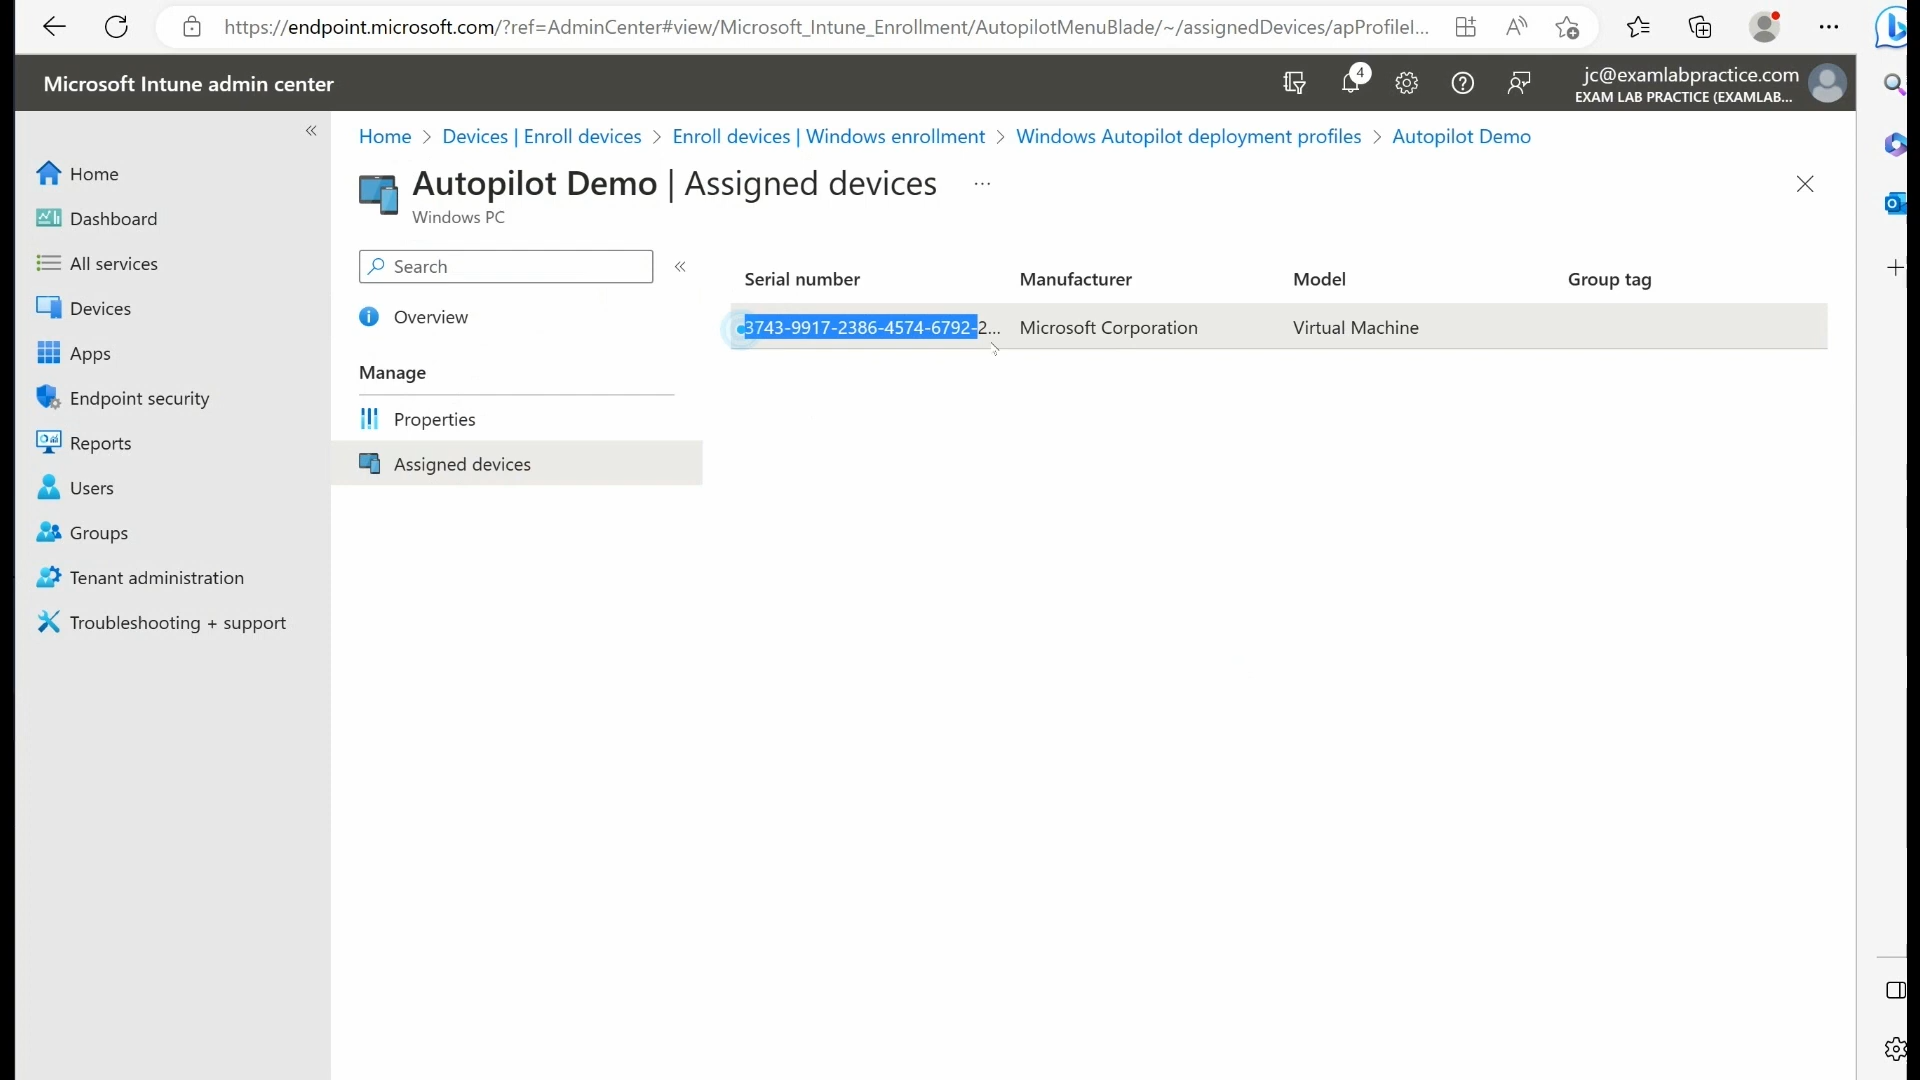 https://endpoint.microsoft.com/?ref=AdminCenter#view/Microsoft_Intune_Enrollment/AutopilotMenuBlade/~/assignedDevices/apProfileI...
Microsoft Intune admin center
4
jc@examlabpractice.com
EXAM LAB PRACTICE (EXAMLAB...
Home > Devices | Enroll devices > Enroll devices | Windows enrollment > Windows Autopilot deployment profiles > Autopilot Demo
Autopilot Demo | Assigned devices ...
Windows PC
Home
Dashboard
All services
Devices
Apps
Endpoint security
Reports
Users
Groups
Tenant administration
Troubleshooting + support
Search
Overview
Manage
Properties
Assigned devices
Serial number Manufacturer Model Group tag
3743-9917-2386-4574-6792-2... Microsoft Corporation Virtual Machine